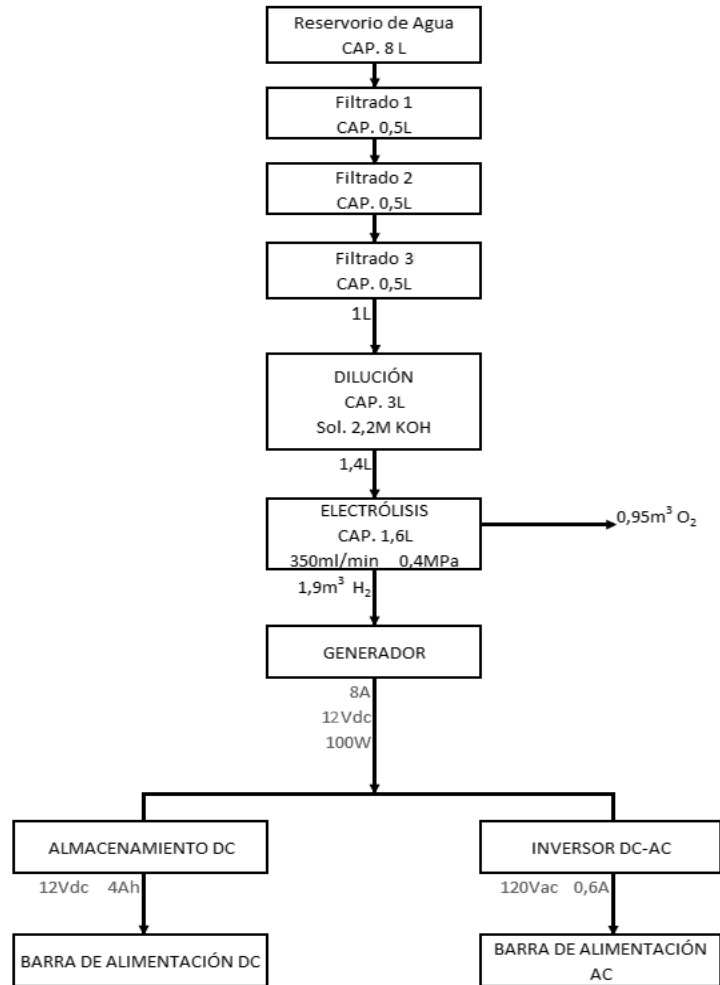 Reservorio de Agua
CAP. 8 L
Filtrado 1
CAP. 0,5L
Filtrado 2
CAP. 0,5L
Filtrado 3
CAP. 0,5L
1L
DILUCIÓN
CAP. 3L
Sol. 2,2M KOH
1,4L
ELECTRÓLISIS
CAP. 1,6L
350ml/min 0,4MPa
0,95m³ O₂
1,9m³ H₂
GENERADOR
8A
12Vdc
100W
ALMACENAMIENTO DC
INVERSOR DC-AC
12Vdc 4Ah
120Vac 0,6A
BARRA DE ALIMENTACIÓN DC
BARRA DE ALIMENTACIÓN
AC